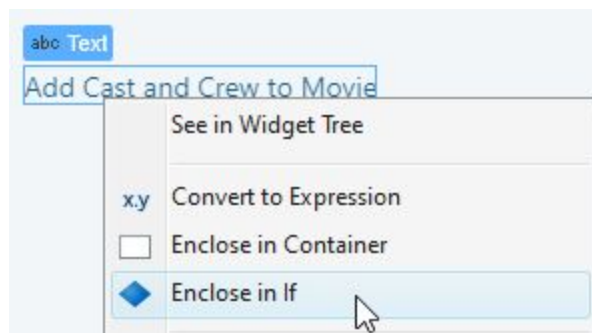 abc Text
Add Cast and Crew to Movie
See in Widget Tree
x.y Convert to Expression
Enclose in Container
Enclose in If